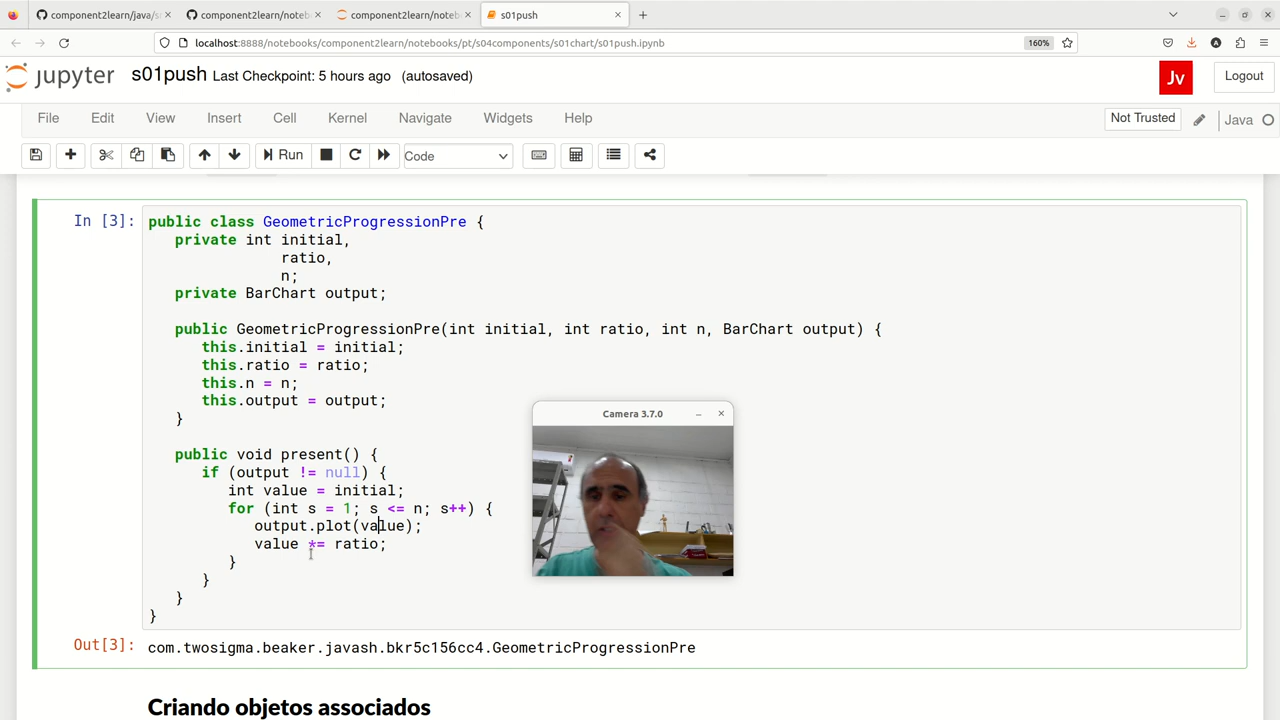 component2learn/java/s
component2learn/noteb
component2learn/noteb
s01push
localhost:8888/notebooks/component2learn/notebooks/pt/s04components/s01chart/s01push.ipynb
160%
jupyter s01push Last Checkpoint: 5 hours ago (autosaved)
Jv
Logout
File Edit View Insert Cell Kernel Navigate Widgets Help
Not Trusted
Java
Run
Code
In [3]:
public class GeometricProgressionPre {
private int initial,
ratio,
n;
private BarChart output;
public GeometricProgressionPre(int initial, int ratio, int n, BarChart output) {
this.initial = initial;
this.ratio = ratio;
this.n = n;
this.output = output;
}
public void present() {
if (output != null) {
int value = initial;
for (int s = 1; s <= n; s++) {
output.plot(value);
value *= ratio;
}
}
}
}
Camera 3.7.0
Out[3]:
com.twosigma.beaker.javash.bkr5c156cc4.GeometricProgressionPre
Criando objetos associados